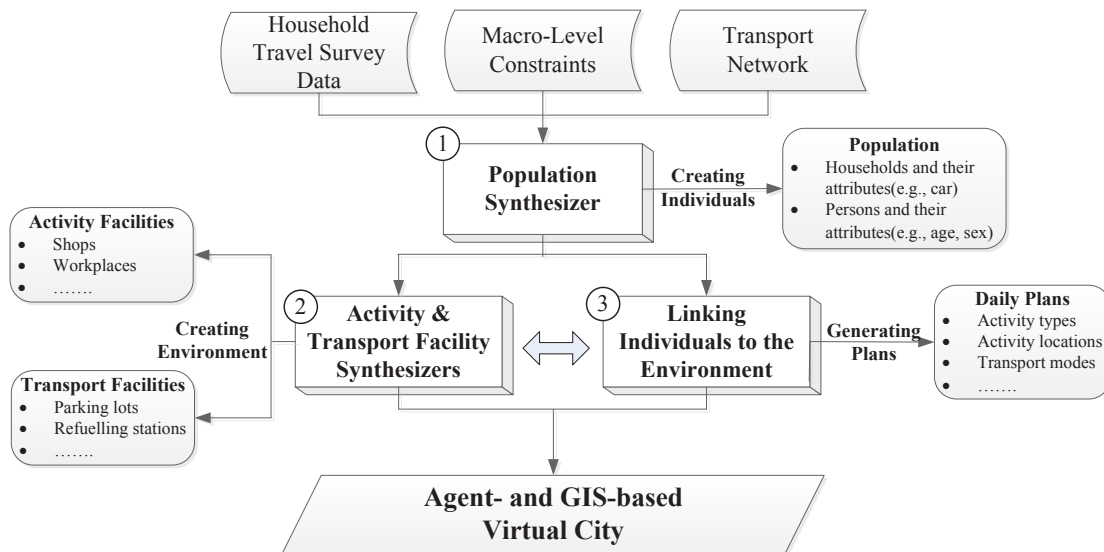 Household
Travel Survey
Data
Macro-Level
Constraints
Transport
Network
1
Population
Synthesizer
Creating
Individuals
Population
• Households and their
attributes(e.g., car)
• Persons and their
attributes(e.g., age, sex)
Activity Facilities
• Shops
• Workplaces
• …….
Creating
Environment
Transport Facilities
• Parking lots
• Refuelling stations
• …….
2
Activity &
Transport Facility
Synthesizers
3
Linking
Individuals to the
Environment
Generating
Plans
Daily Plans
• Activity types
• Activity locations
• Transport modes
• …….
Agent- and GIS-based
Virtual City